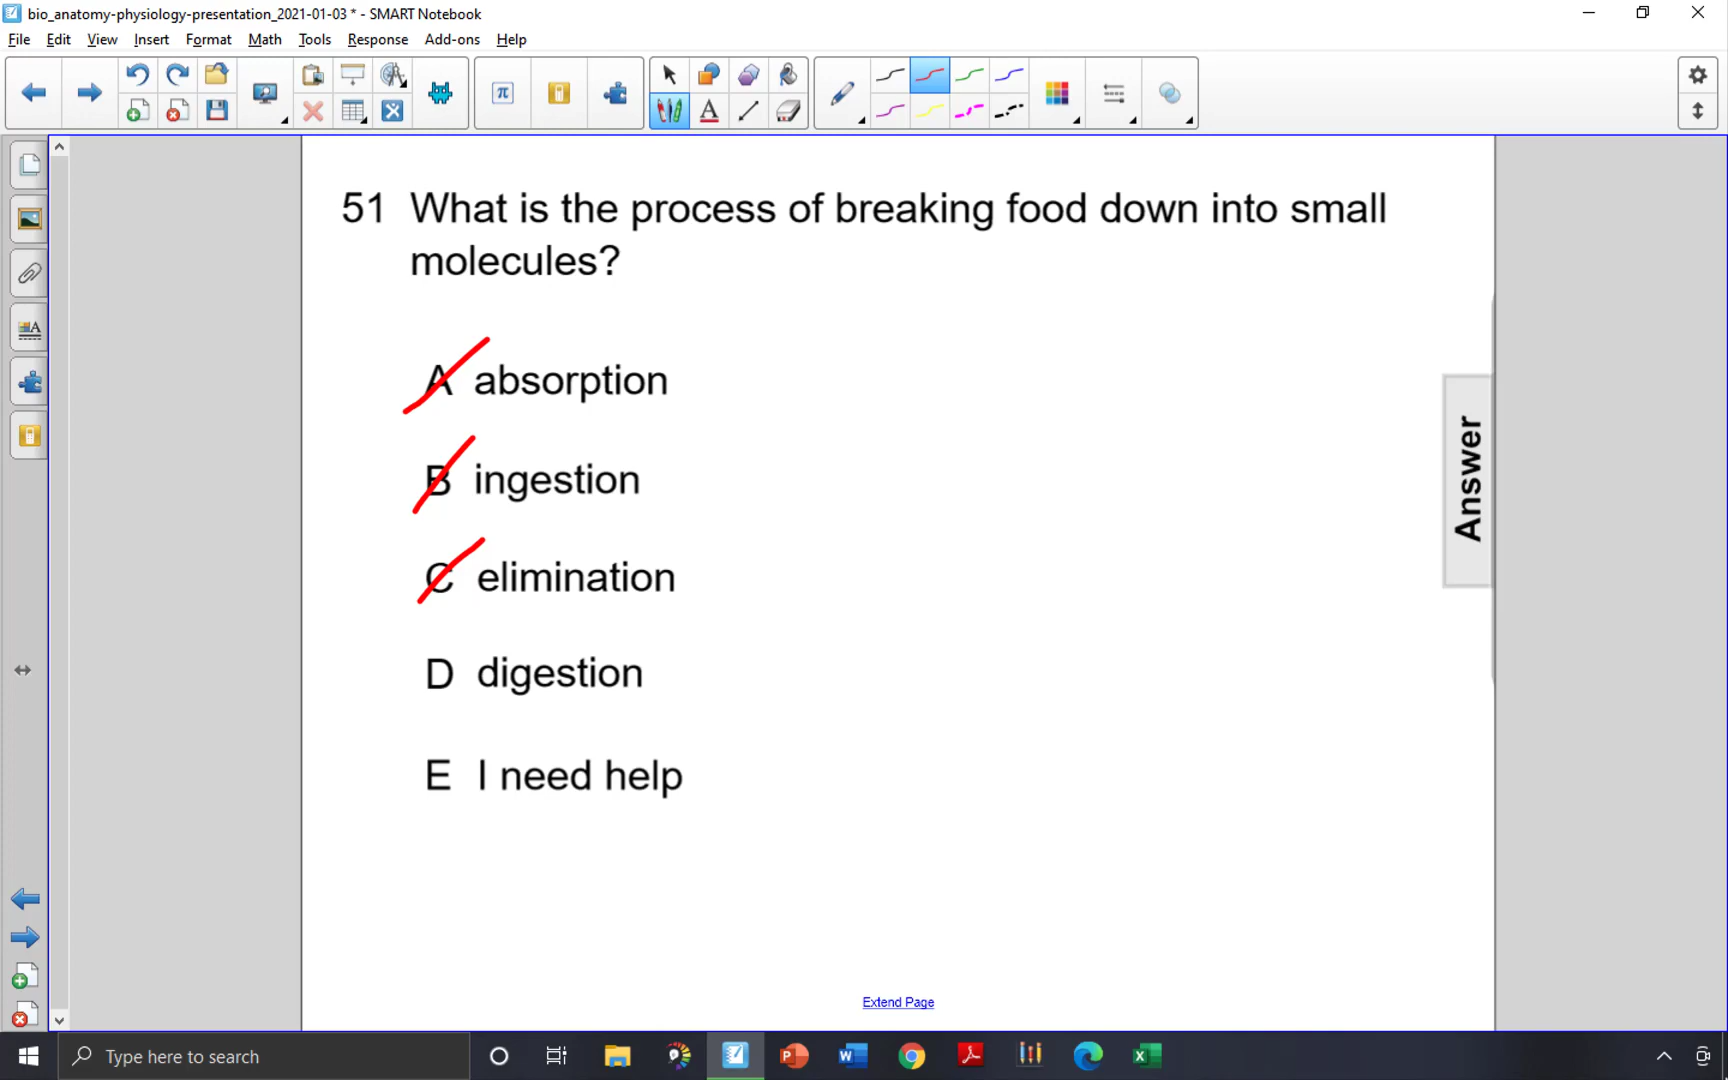 bio_anatomy-physiology-presentation_2021-01-03 * - SMART Notebook
File Edit View Insert Format Math Tools Response Add-ons Help
51 What is the process of breaking food down into small
molecules?
A absorption
B ingestion
C elimination
D digestion
E I need help
Answer
Extend Page
Type here to search